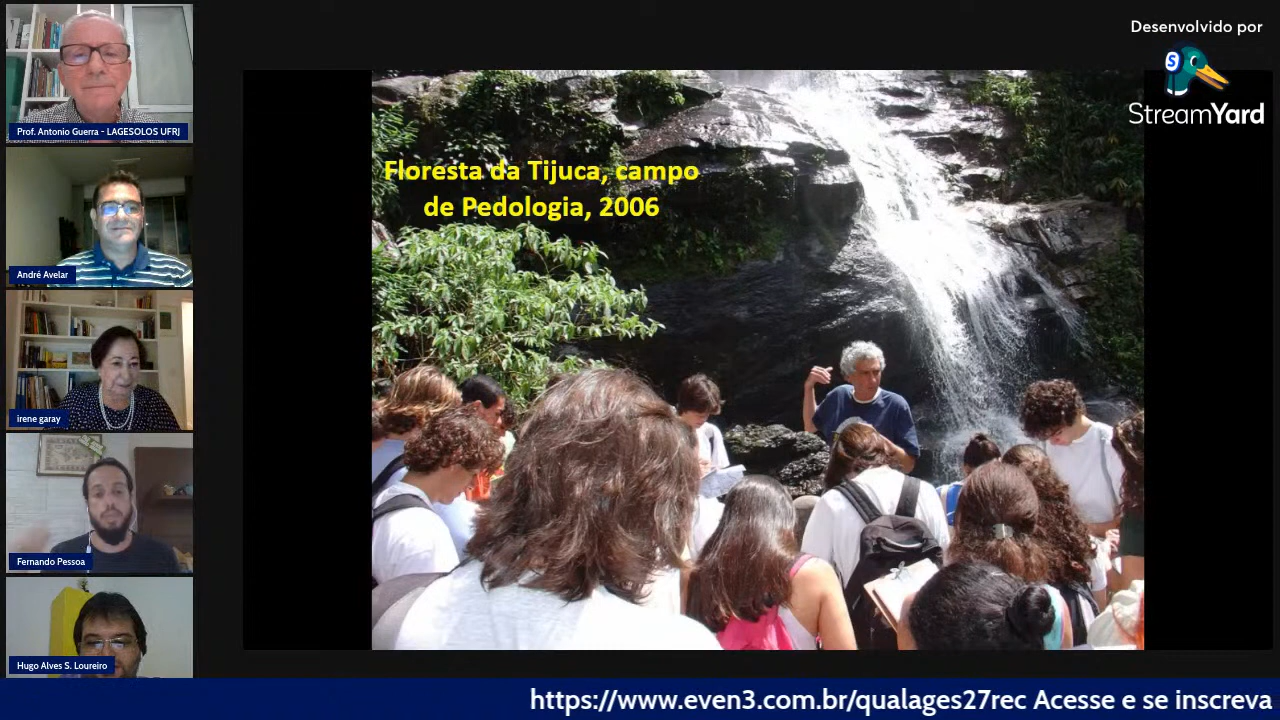 Desenvolvido por
StreamYard
Prof. Antonio Guerra - LAGESOLOS UFRJ
André Avelar
irene garay
Fernando Pessoa
Hugo Alves S. Loureiro
Floresta da Tijuca, campo
de Pedologia, 2006
https://www.even3.com.br/qualages27rec Acesse e se inscreva